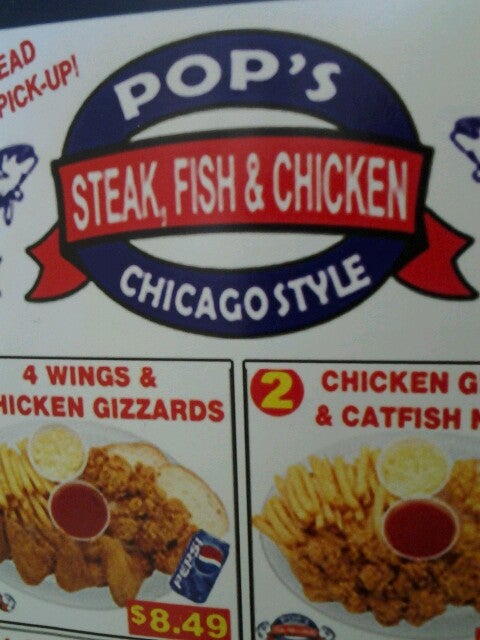 EAD
PICK-UP!
POP'S
STEAK, FISH & CHICKEN
CHICAGO STYLE
4 WINGS &
HICKEN GIZZARDS
PEPSI
$8.49
2
CHICKEN G
& CATFISH N